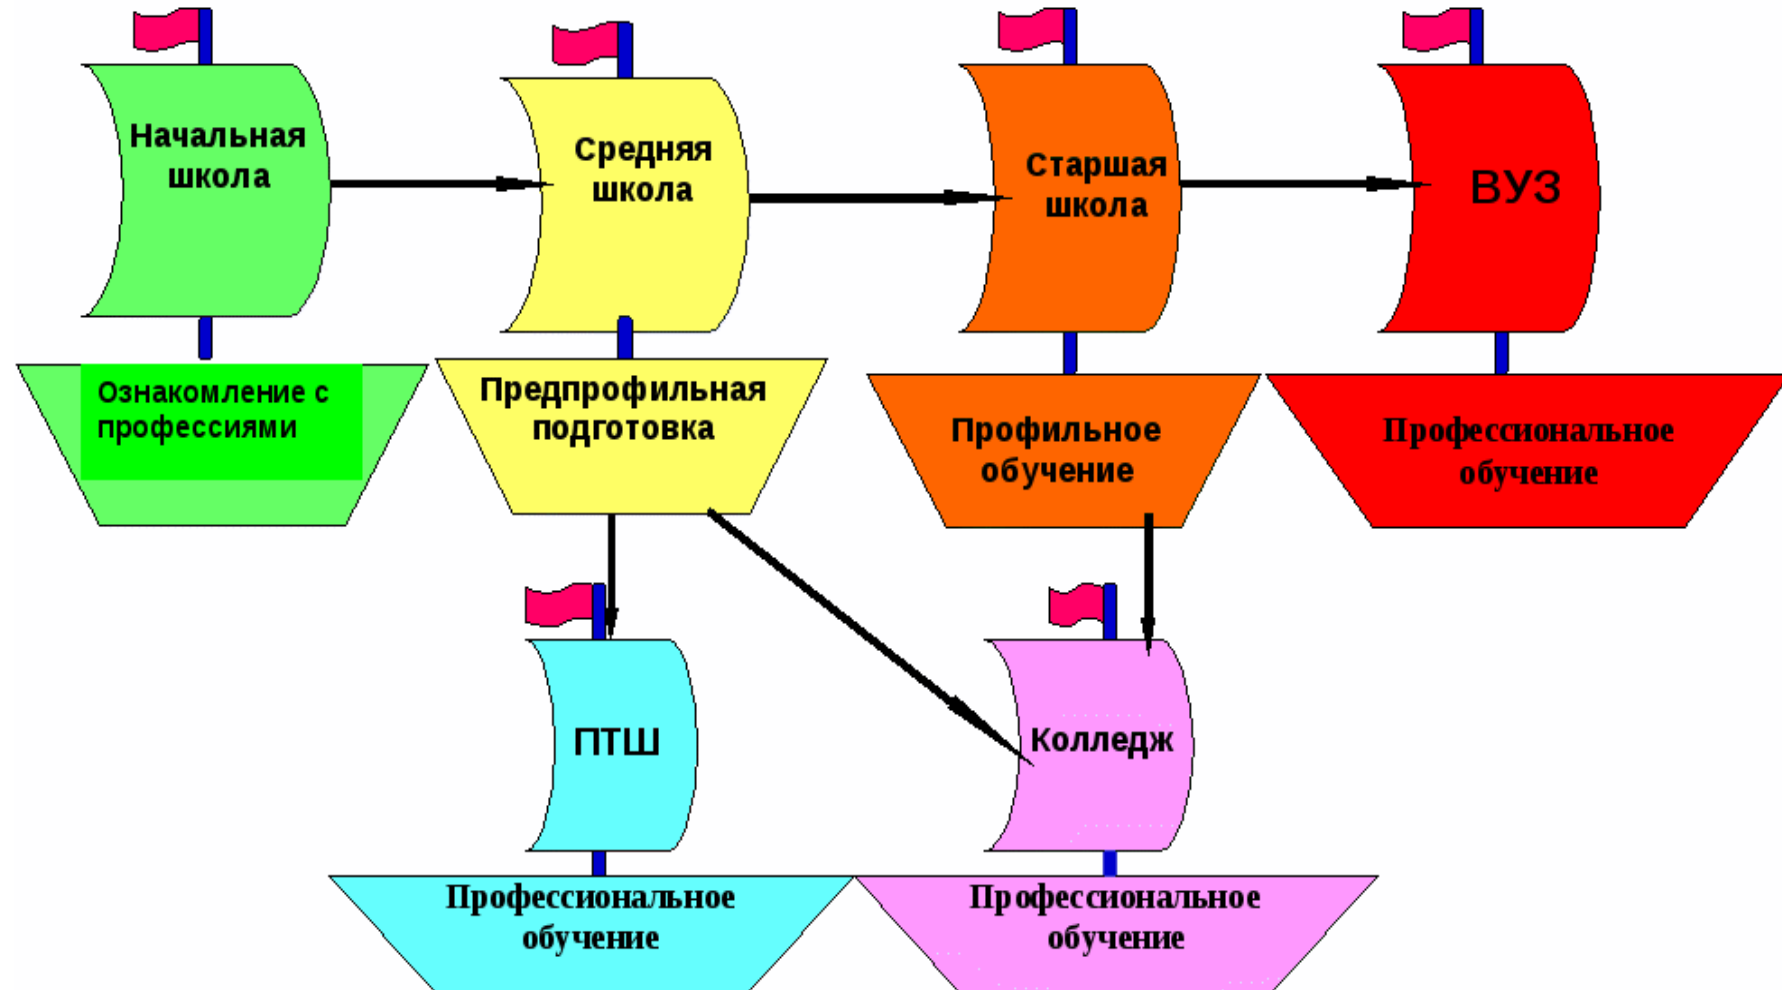 Начальная
школа
Средняя
школа
Старшая
школа
ВУЗ
Ознакомление с
профессиями
Предпрофильная
подготовка
Профильное
обучение
Профессиональное
обучение
ПТШ
Колледж
Профессиональное
обучение
Профессиональное
обучение